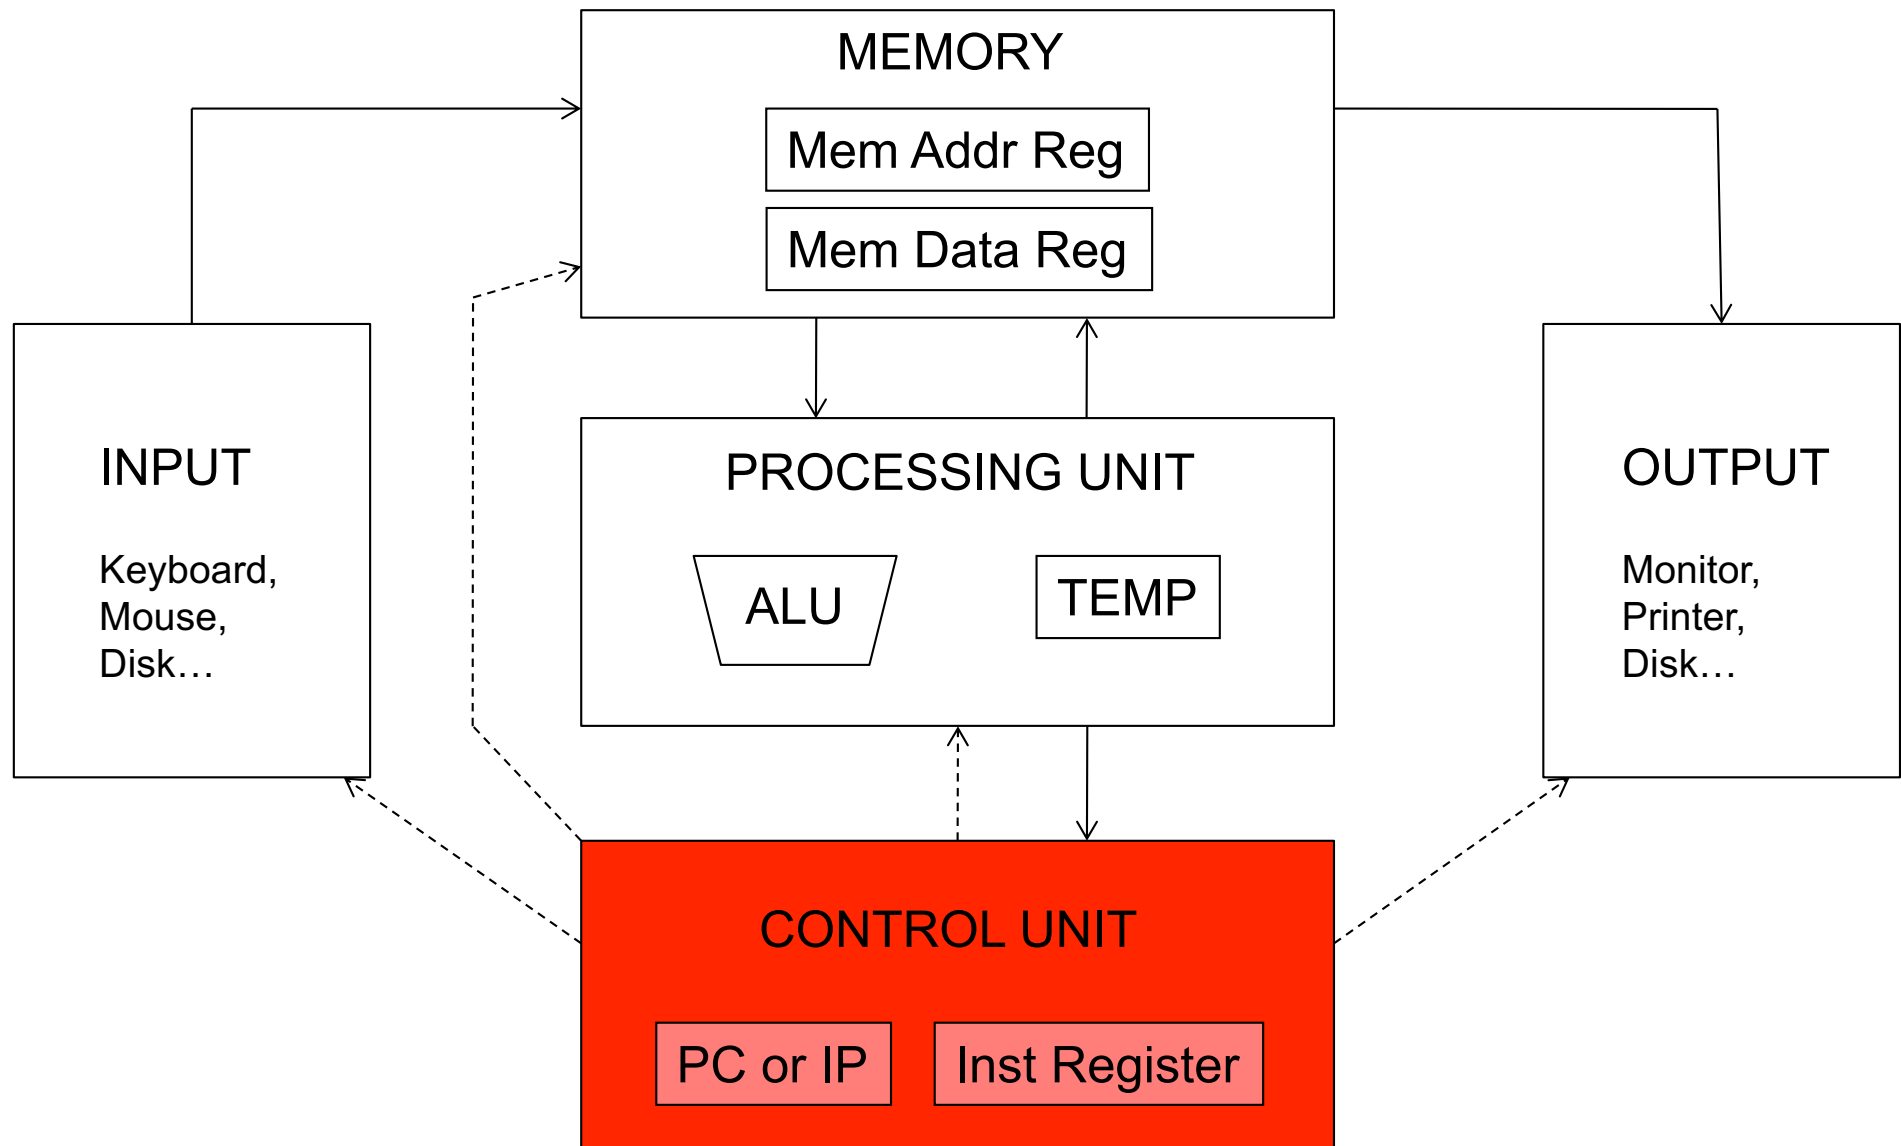 MEMORY
Mem Addr Reg
Mem Data Reg
INPUT
Keyboard,
Mouse,
Disk…
PROCESSING UNIT
ALU
TEMP
OUTPUT
Monitor,
Printer,
Disk…
CONTROL UNIT
PC or IP
Inst Register